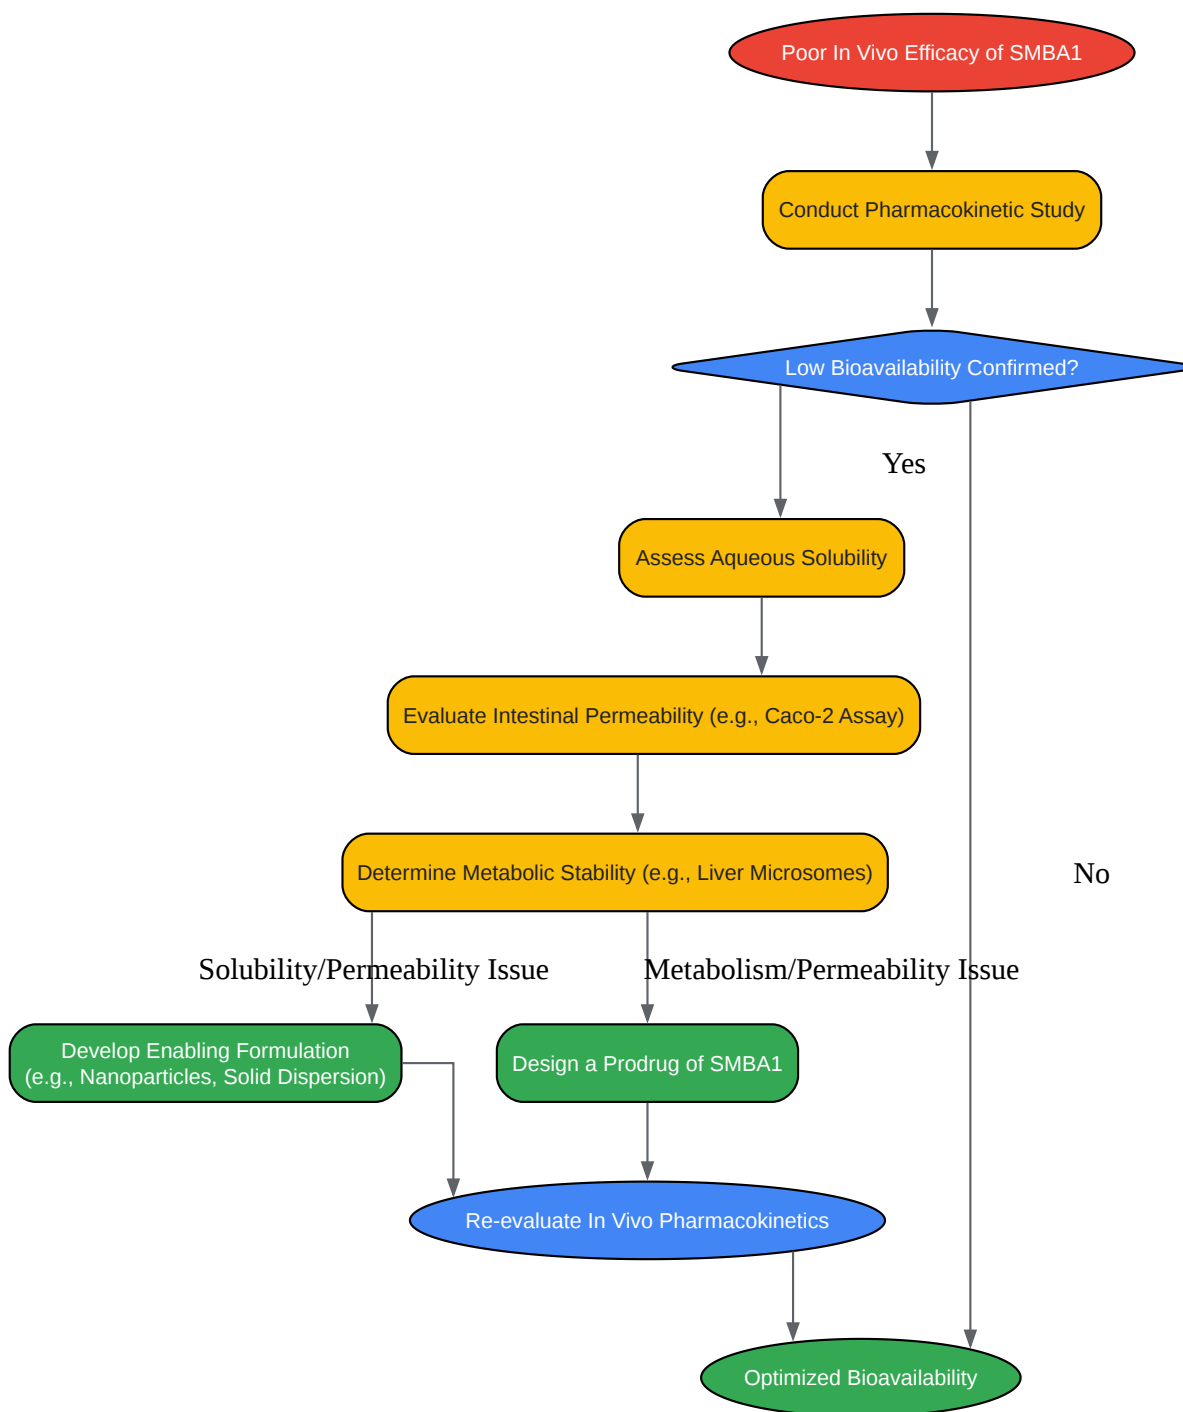 Poor In Vivo Efficacy of SMBA1
Conduct Pharmacokinetic Study
Low Bioavailability Confirmed?
Yes
Assess Aqueous Solubility
Evaluate Intestinal Permeability (e.g., Caco-2 Assay)
Determine Metabolic Stability (e.g., Liver Microsomes)
No
Solubility/Permeability Issue
Metabolism/Permeability Issue
Develop Enabling Formulation
(e.g., Nanoparticles, Solid Dispersion)
Design a Prodrug of SMBA1
Re-evaluate In Vivo Pharmacokinetics
Optimized Bioavailability